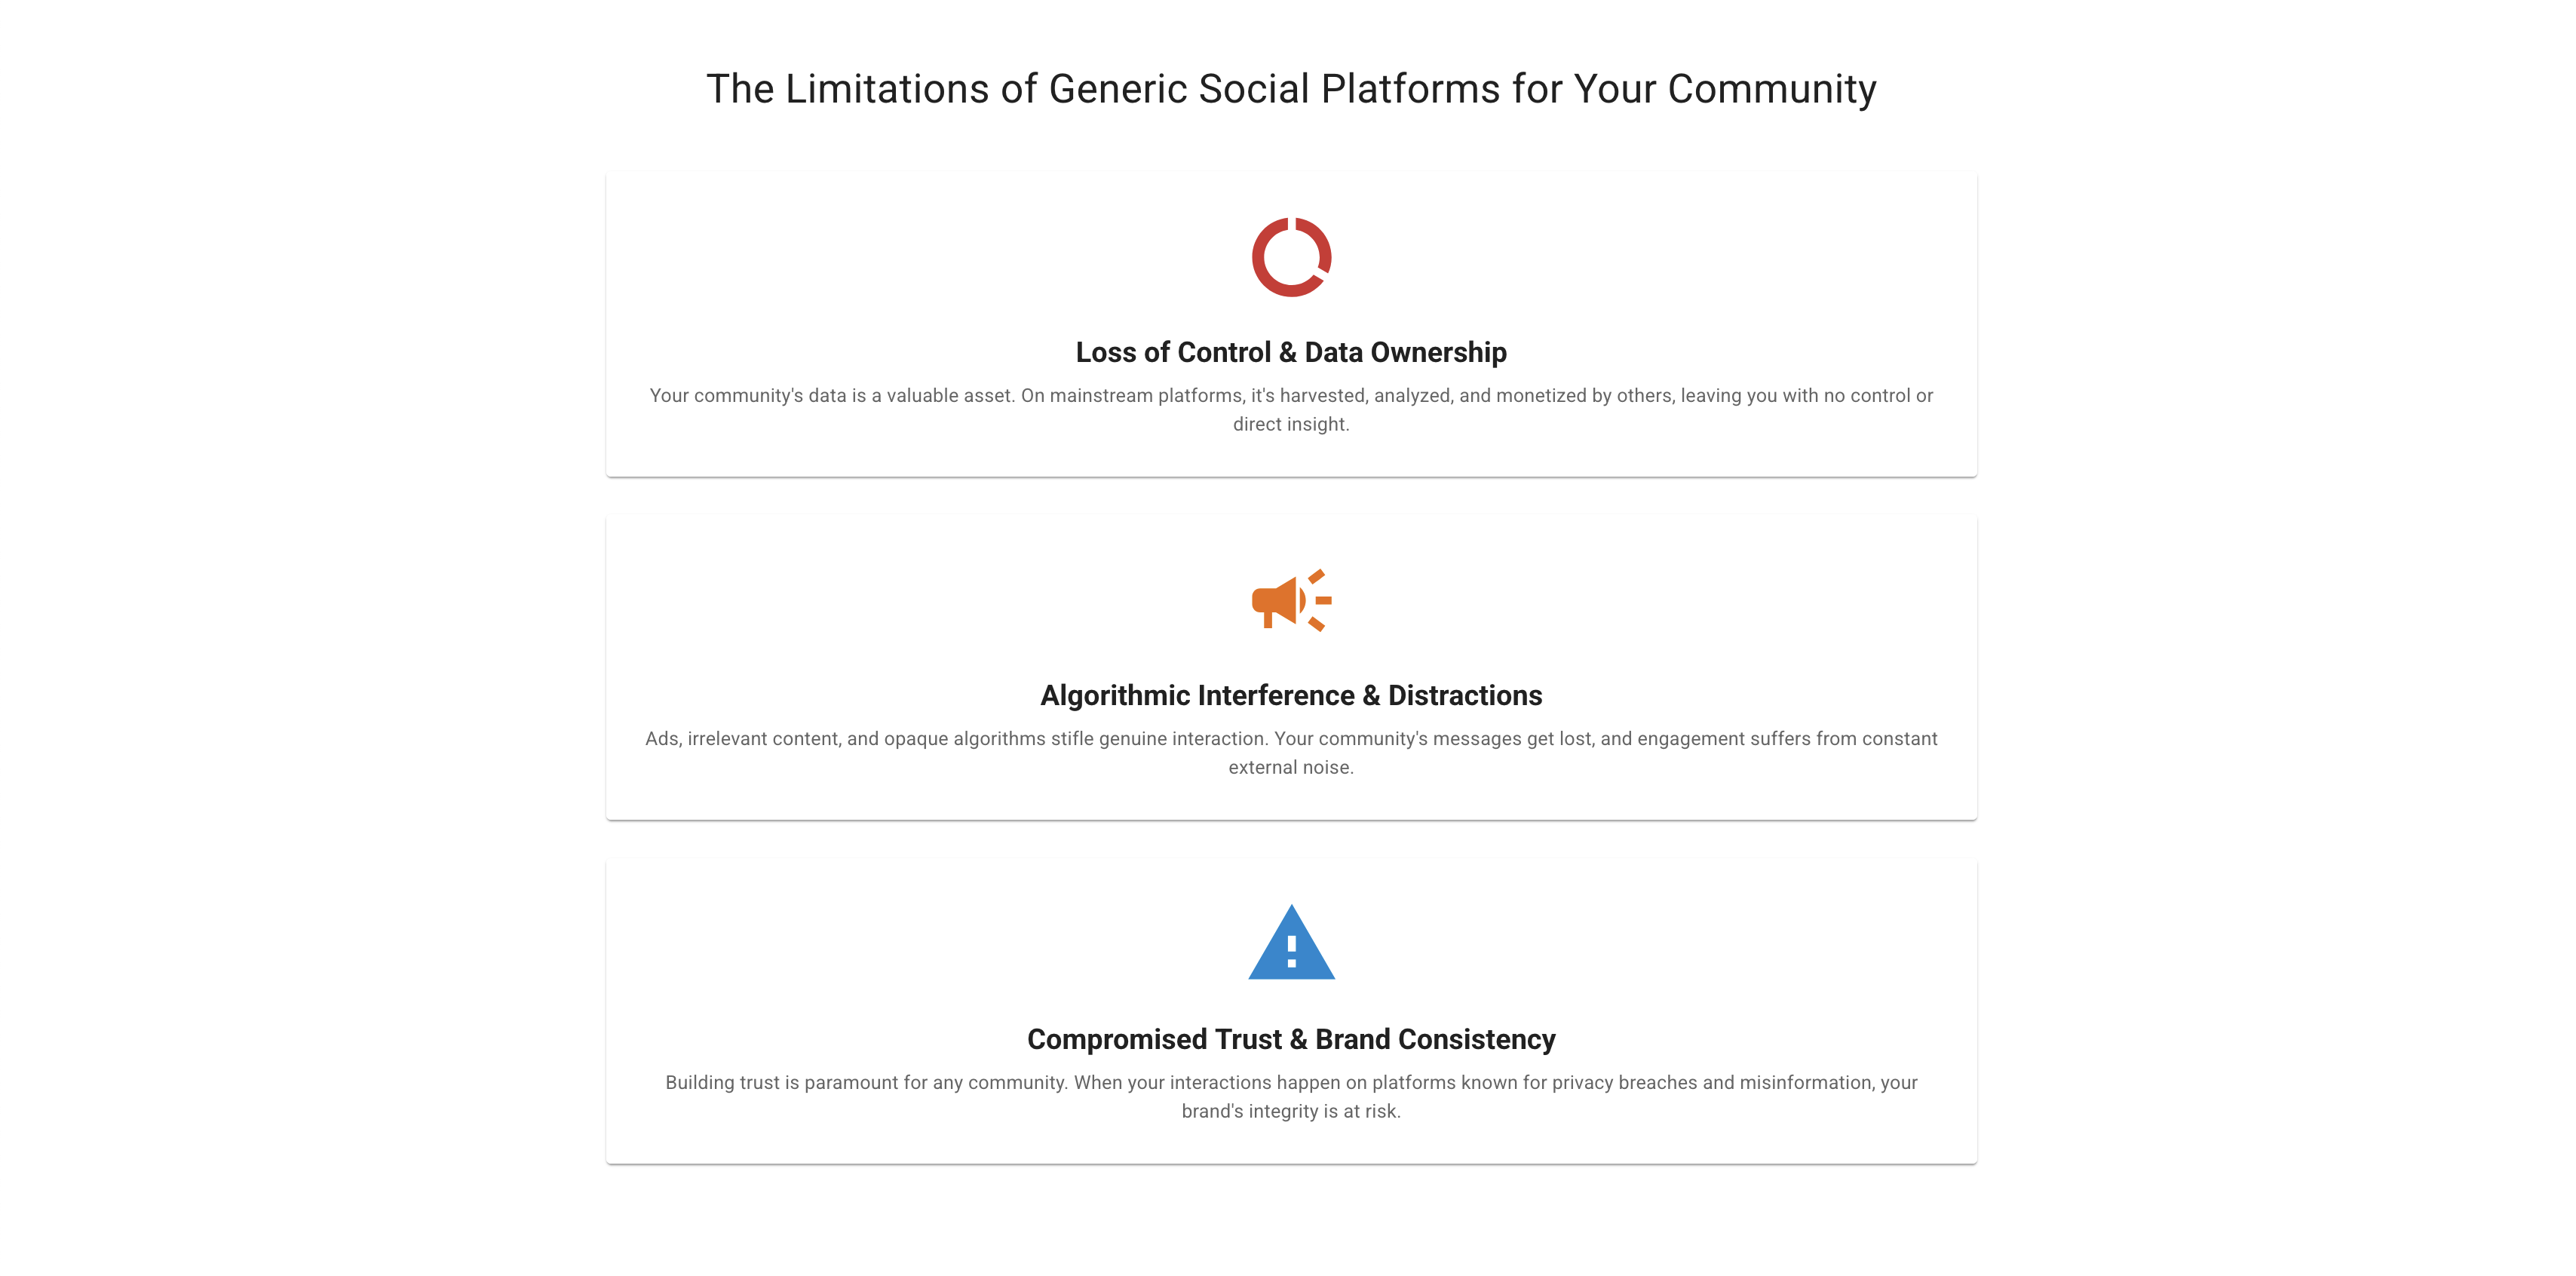 The Limitations of Generic Social Platforms for Your Community
Loss of Control & Data Ownership
Your community's data is a valuable asset. On mainstream platforms, it's harvested, analyzed, and monetized by others, leaving you with no control or
direct insight.
Algorithmic Interference & Distractions
Ads, irrelevant content, and opaque algorithms stifle genuine interaction. Your community's messages get lost, and engagement suffers from constant
external noise.
Compromised Trust & Brand Consistency
Building trust is paramount for any community. When your interactions happen on platforms known for privacy breaches and misinformation, your
brand's integrity is at risk.